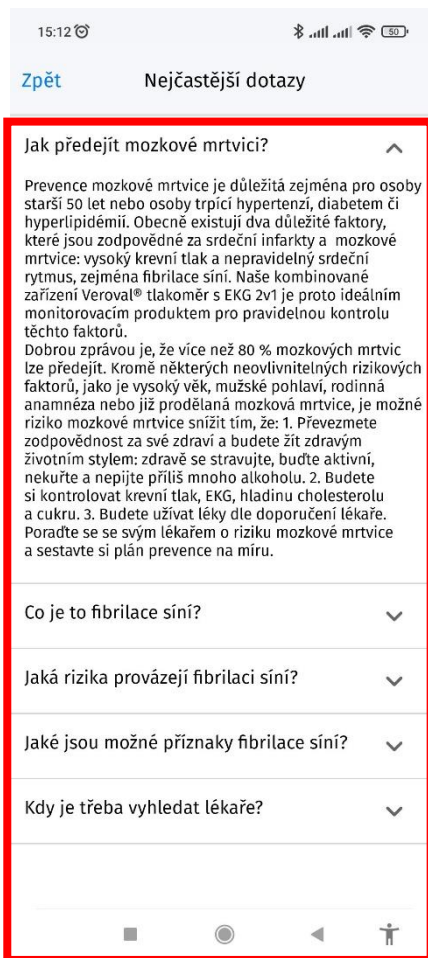 15:12
50
Zpět Nejčastější dotazy
Jak předejít mozkové mrtvici?
Prevence mozkové mrtvice je důležitá zejména pro osoby
starší 50 let nebo osoby trpící hypertenzí, diabetem či
hyperlipidémií. Obecně existují dva důležité faktory,
které jsou zodpovědné za srdeční infarkty a mozkové
mrtvice: vysoký krevní tlak a nepravidelný srdeční
rytmus, zejména fibrilace síní. Naše kombinované
zařízení Veroval® tlakoměr s EKG 2v1 je proto ideálním
monitorovacím produktem pro pravidelnou kontrolu
těchto faktorů.
Dobrou zprávou je, že více než 80 % mozkových mrtvic
lze předejít. Kromě některých neovlivnitelných rizikových
faktorů, jako je vysoký věk, mužské pohlaví, rodinná
anamnéza nebo již prodělaná mozková mrtvice, je možné
riziko mozkové mrtvice snížit tím, že: 1. Převezmete
zodpovědnost za své zdraví a budete žít zdravým
životním stylem: zdravě se stravujte, buďte aktivní,
nekuřte a nepijte příliš mnoho alkoholu. 2. Budete
si kontrolovat krevní tlak, EKG, hladinu cholesterolu
a cukru. 3. Budete užívat léky dle doporučení lékaře.
Poraďte se se svým lékařem o riziku mozkové mrtvice
a sestavte si plán prevence na míru.
Co je to fibrilace síní?
Jaká rizika provázejí fibrilaci síní?
Jaké jsou možné příznaky fibrilace síní?
Kdy je třeba vyhledat lékaře?